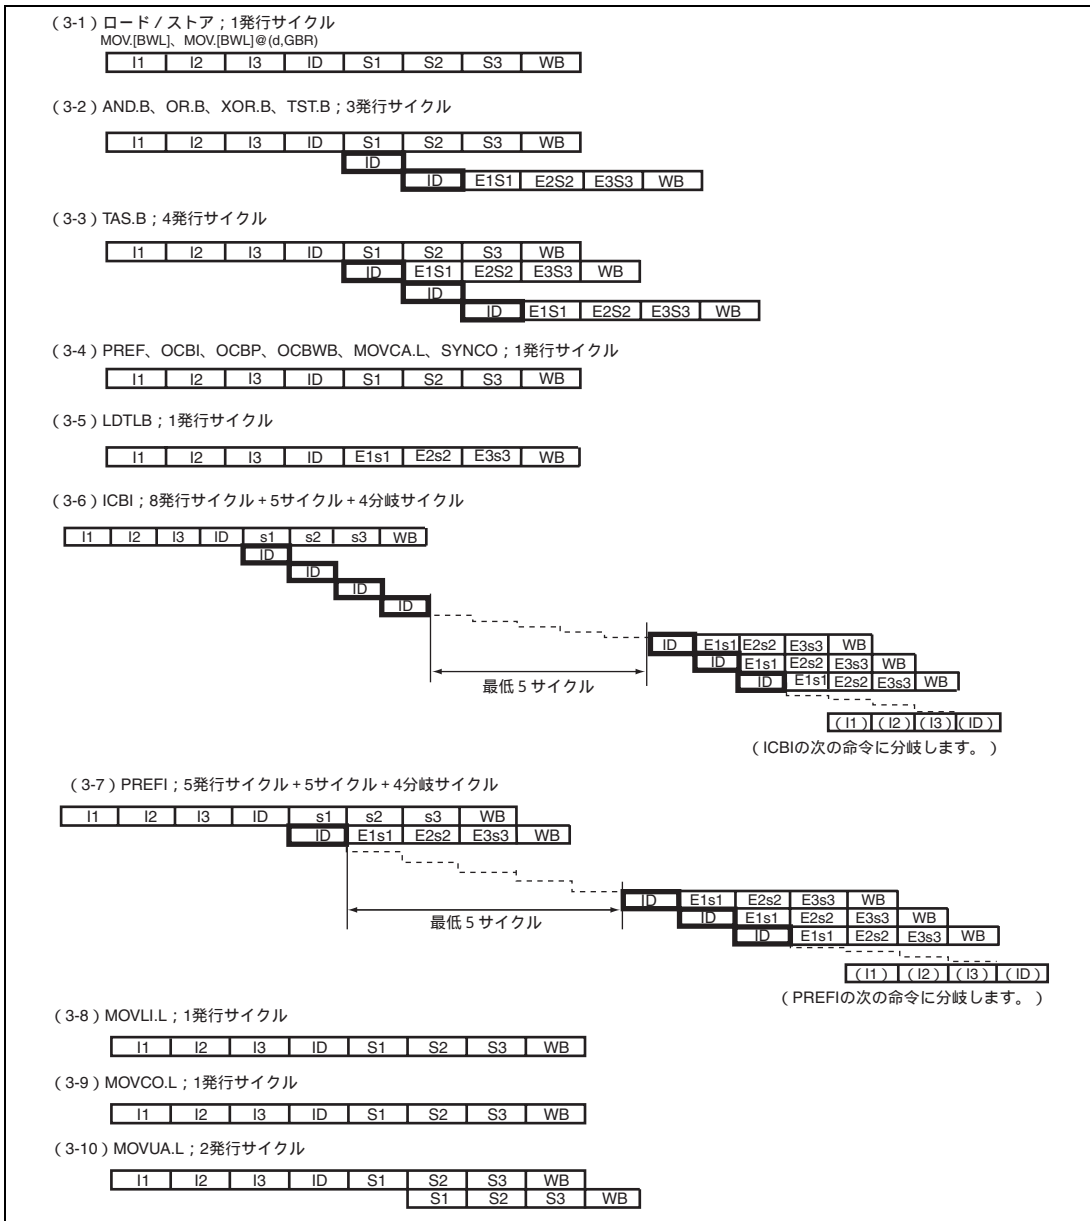 (3-1) ロード / ストア ; 1発行サイクル
MOV.[BWL]、MOV.[BWL]@(d,GBR)
I1 I2 I3 ID S1 S2 S3 WB
(3-2) AND.B、OR.B、XOR.B、TST.B ; 3発行サイクル
I1 I2 I3 ID S1 S2 S3 WB
ID
ID E1S1 E2S2 E3S3 WB
(3-3) TAS.B ; 4発行サイクル
I1 I2 I3 ID S1 S2 S3 WB
ID E1S1 E2S2 E3S3 WB
ID
ID E1S1 E2S2 E3S3 WB
(3-4) PREF、OCBI、OCBP、OCBWB、MOVCA.L、SYNCO ; 1発行サイクル
I1 I2 I3 ID S1 S2 S3 WB
(3-5) LDTLB ; 1発行サイクル
I1 I2 I3 ID E1s1 E2s2 E3s3 WB
(3-6) ICBI ; 8発行サイクル + 5サイクル + 4分岐サイクル
I1 I2 I3 ID s1 s2 s3 WB
ID
ID
ID
ID
ID E1s1 E2s2 E3s3 WB
ID E1s1 E2s2 E3s3 WB
最低 5 サイクル ID E1s1 E2s2 E3s3 WB
(I1) (I2) (I3) (ID)
(ICBIの次の命令に分岐します。)
(3-7) PREFI ; 5発行サイクル + 5サイクル + 4分岐サイクル
I1 I2 I3 ID s1 s2 s3 WB
ID E1s1 E2s2 E3s3 WB
ID E1s1 E2s2 E3s3 WB
最低 5 サイクル ID E1s1 E2s2 E3s3 WB
ID E1s1 E2s2 E3s3 WB
(I1) (I2) (I3) (ID)
(PREFIの次の命令に分岐します。)
(3-8) MOVLI.L ; 1発行サイクル
I1 I2 I3 ID S1 S2 S3 WB
(3-9) MOVCO.L ; 1発行サイクル
I1 I2 I3 ID S1 S2 S3 WB
(3-10) MOVUA.L ; 2発行サイクル
I1 I2 I3 ID S1 S2 S3 WB
S1 S2 S3 WB